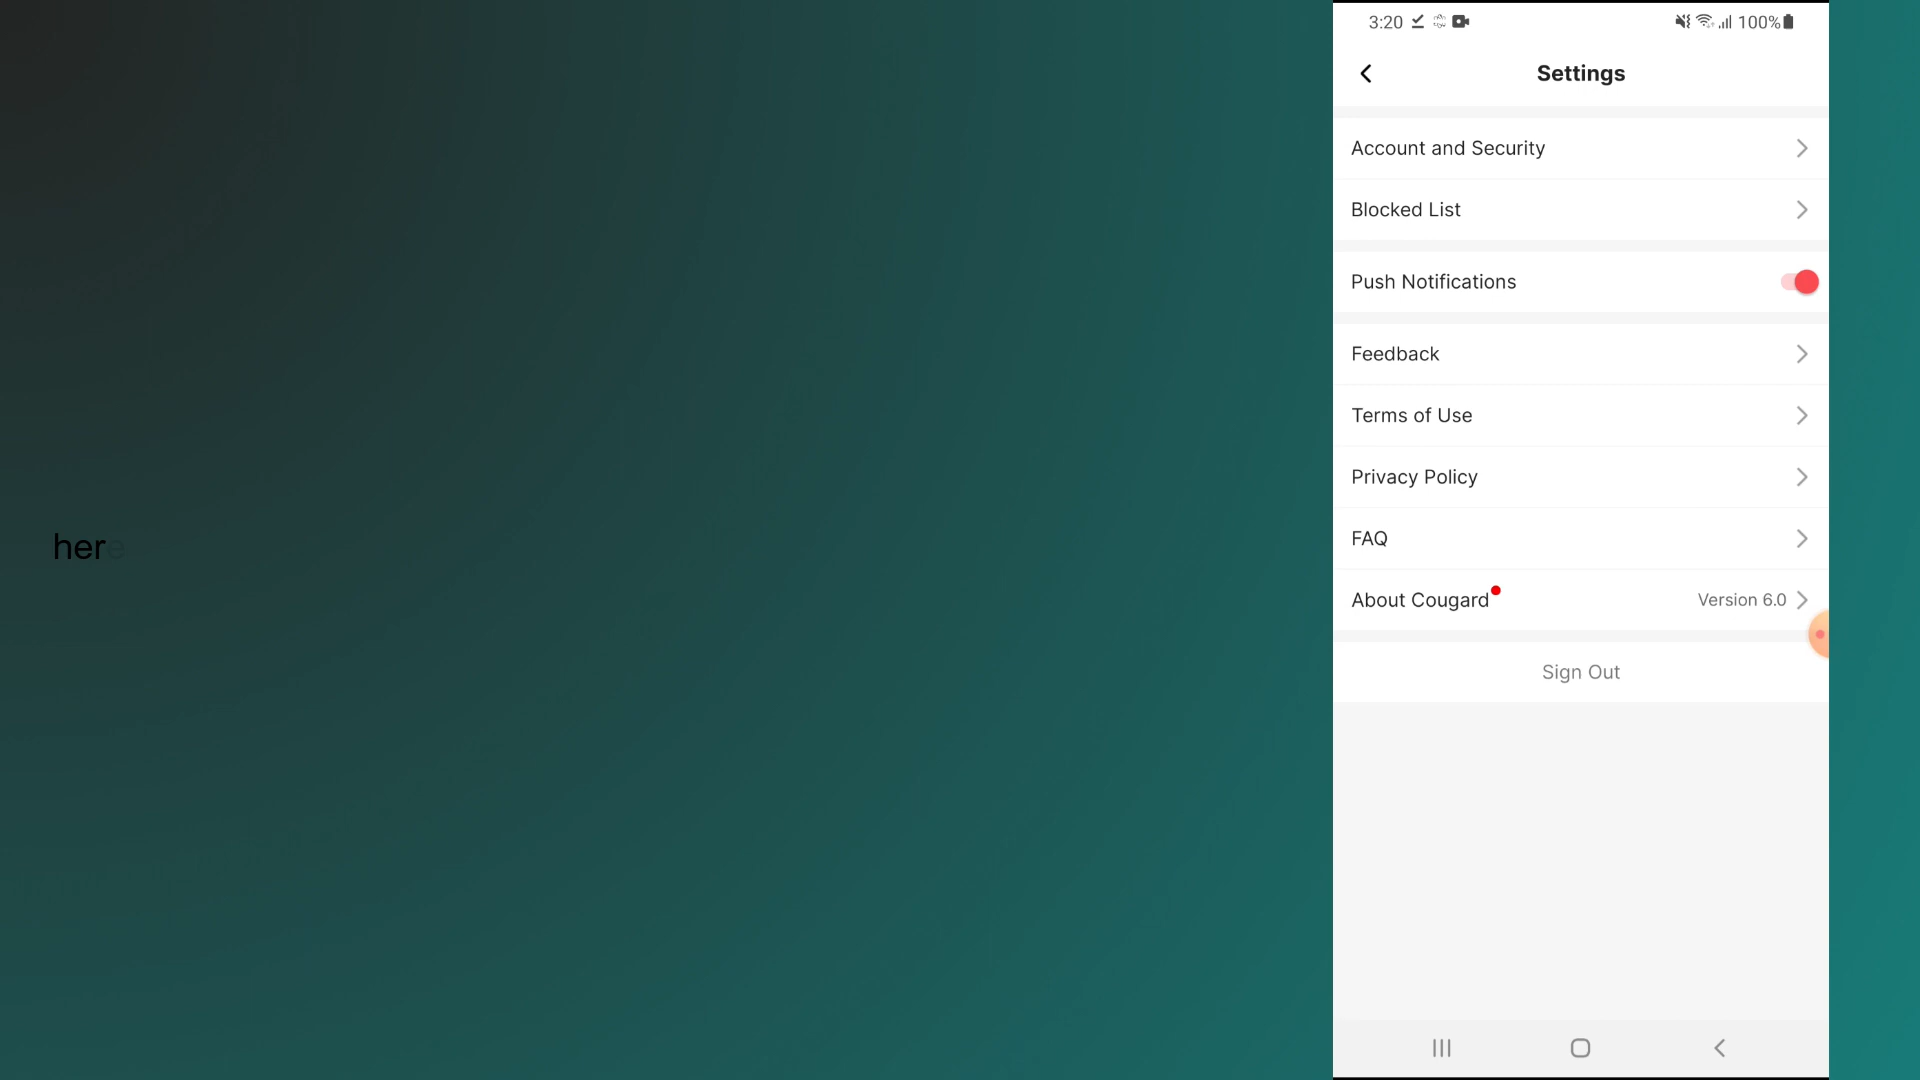 here
3:20 100%
Settings
Account and Security
Blocked List
Push Notifications
Feedback
Terms of Use
Privacy Policy
FAQ
About Cougard Version 6.0
Sign Out